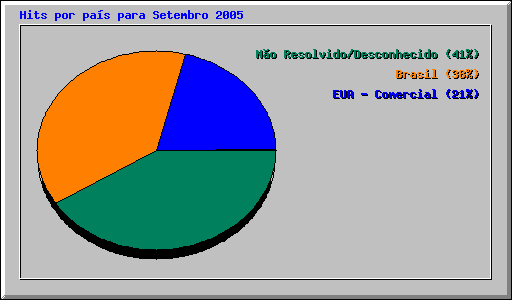 Hits por país para Setembro 2005
Não Resolvido/Desconhecido (41%)
Brasil (38%)
EUA - Comercial (21%)